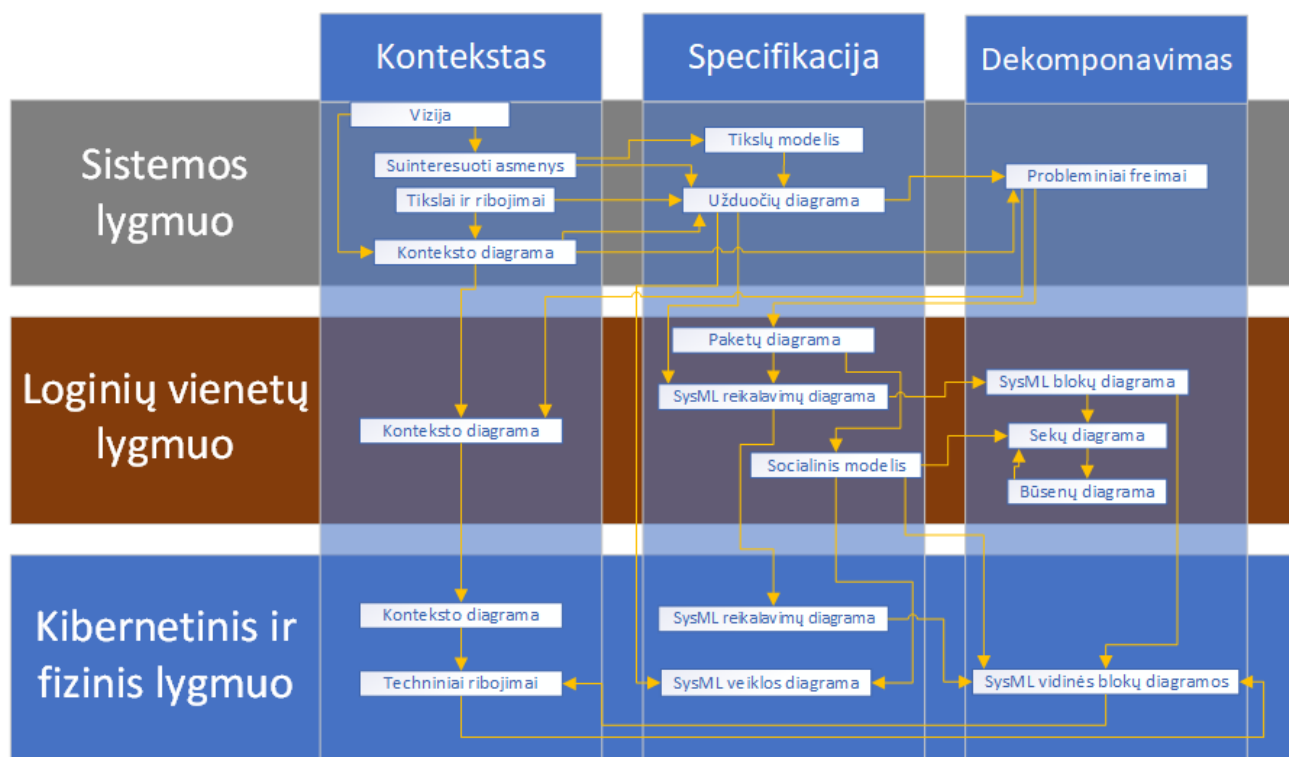 Kontekstas
Specifikacija
Dekomponavimas
Sistemos
lygmuo
Vizija
Suinteresuoti asmenys
Tikslai ir ribojimai
Konteksto diagrama
Tikslų modelis
Užduočių diagrama
Probleminiai freimai
Loginių vienetų
lygmuo
Konteksto diagrama
Paketų diagrama
SysML reikalavimų diagrama
Socialinis modelis
SysML blokų diagrama
Sekų diagrama
Būsenų diagrama
Kibernetinis ir
fizinis lygmuo
Konteksto diagrama
Techniniai ribojimai
SysML reikalavimų diagrama
SysML veiklos diagrama
SysML vidinės blokų diagramos